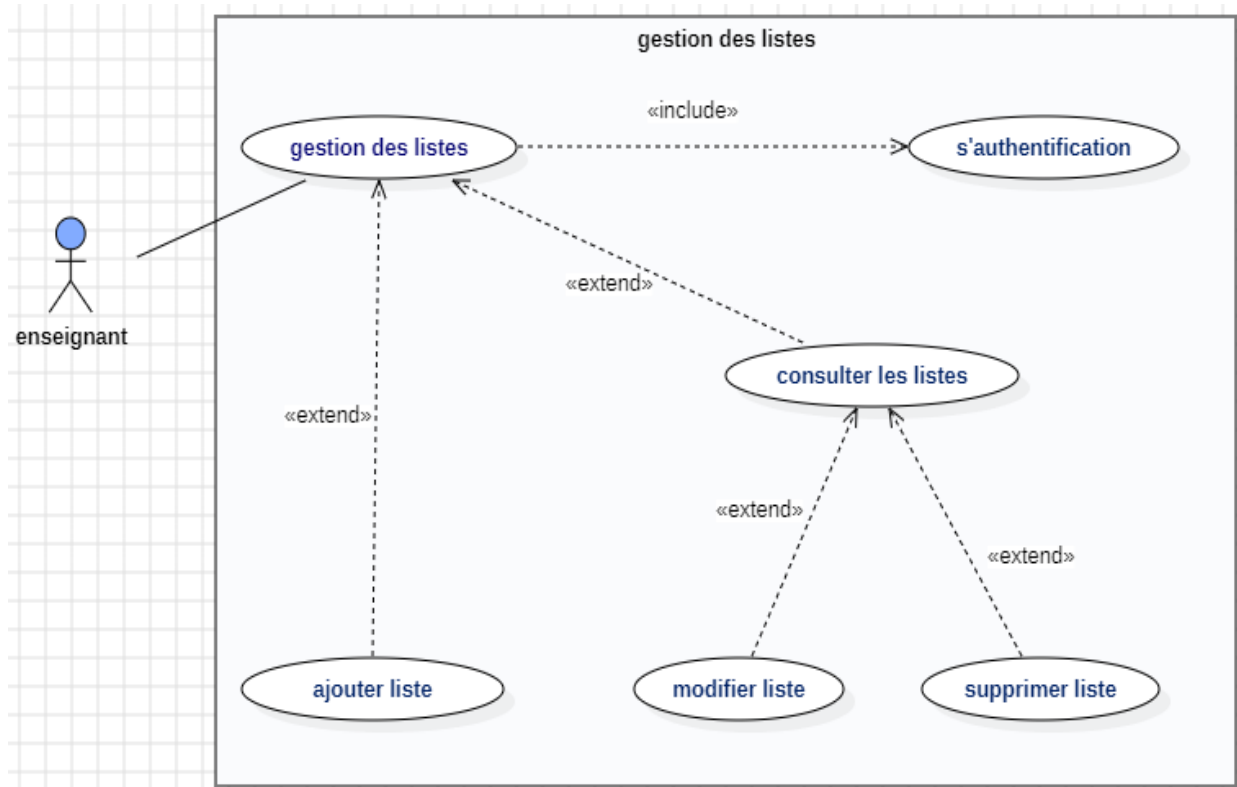 gestion des listes
«include»
gestion des listes
s'authentification
«extend»
enseignant
consulter les listes
«extend»
«extend»
«extend»
ajouter liste
modifier liste
supprimer liste